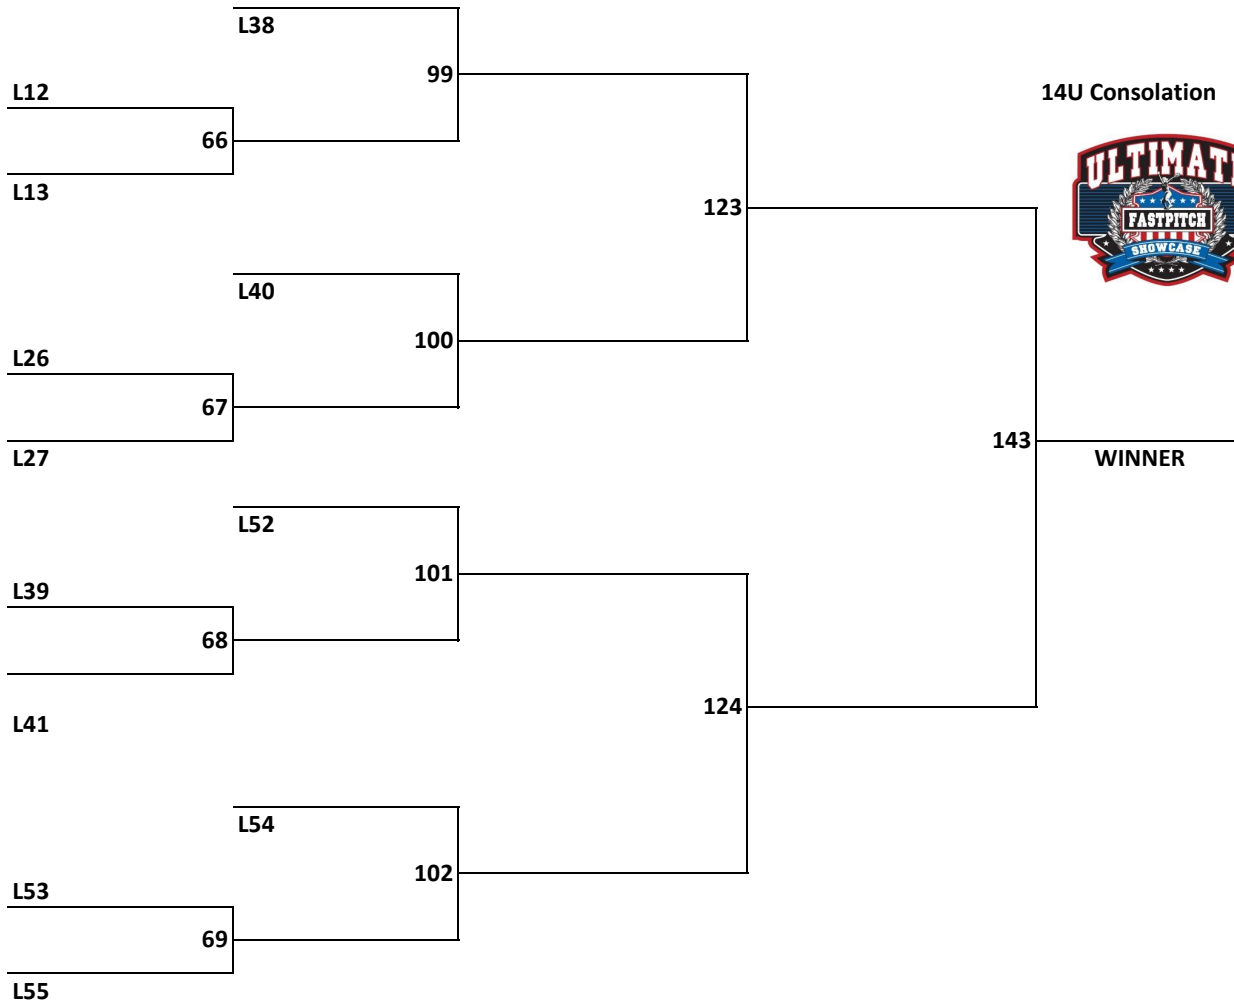 L38
99
L12
14U Consolation
66
L13
ULTIMAT
FASTPITCH
SHOWCASE
123
L40
100
L26
67
L27
143
WINNER
L52
101
L39
68
L41
124
L54
102
L53
69
L55